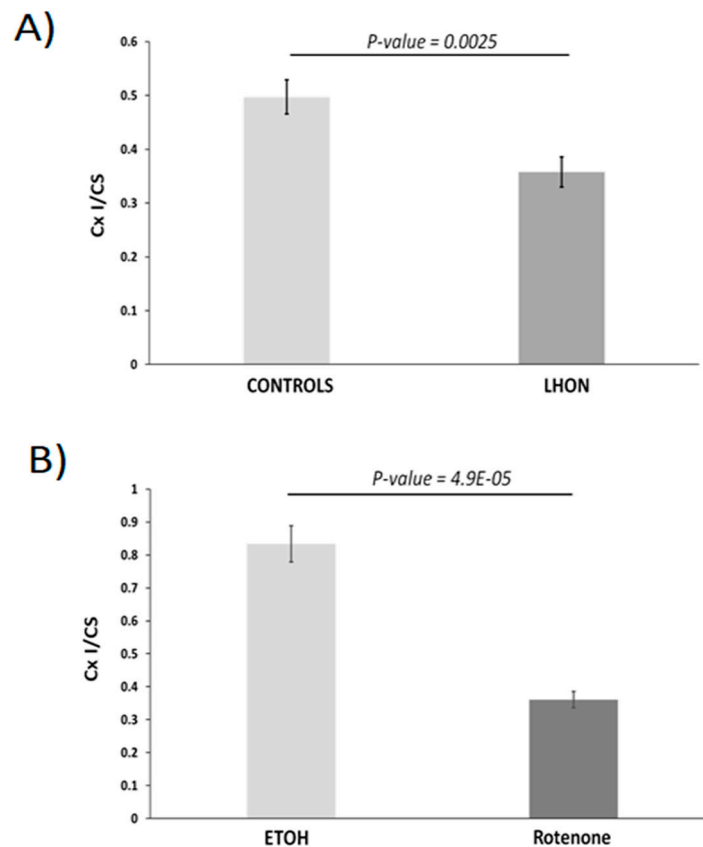 A)
P-value = 0.0025
0.6
0.5
0.4
0.3
0.2
0.1
0
Cx I/CS
CONTROLS LHON
B)
P-value = 4.9E-05
1
0.9
0.8
0.7
0.6
0.5
0.4
0.3
0.2
0.1
0
Cx I/CS
ETOH Rotenone